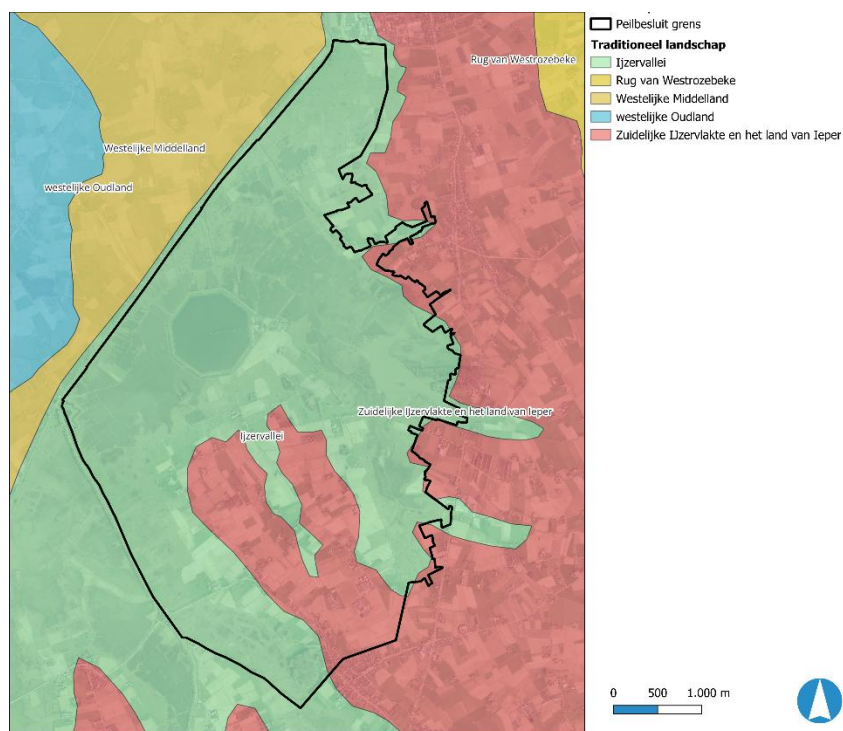 Rug van Westrozebeke
Westelijke Middelland
westelijke Oudland
Zuidelijke IJzervlakte en het land van Ieper
Ijzervallei
Peilbesluit grens
Traditioneel landschap
Ijzervallei
Rug van Westrozebeke
Westelijke Middelland
westelijke Oudland
Zuidelijke IJzervlakte en het land van Ieper
0 500 1.000 m